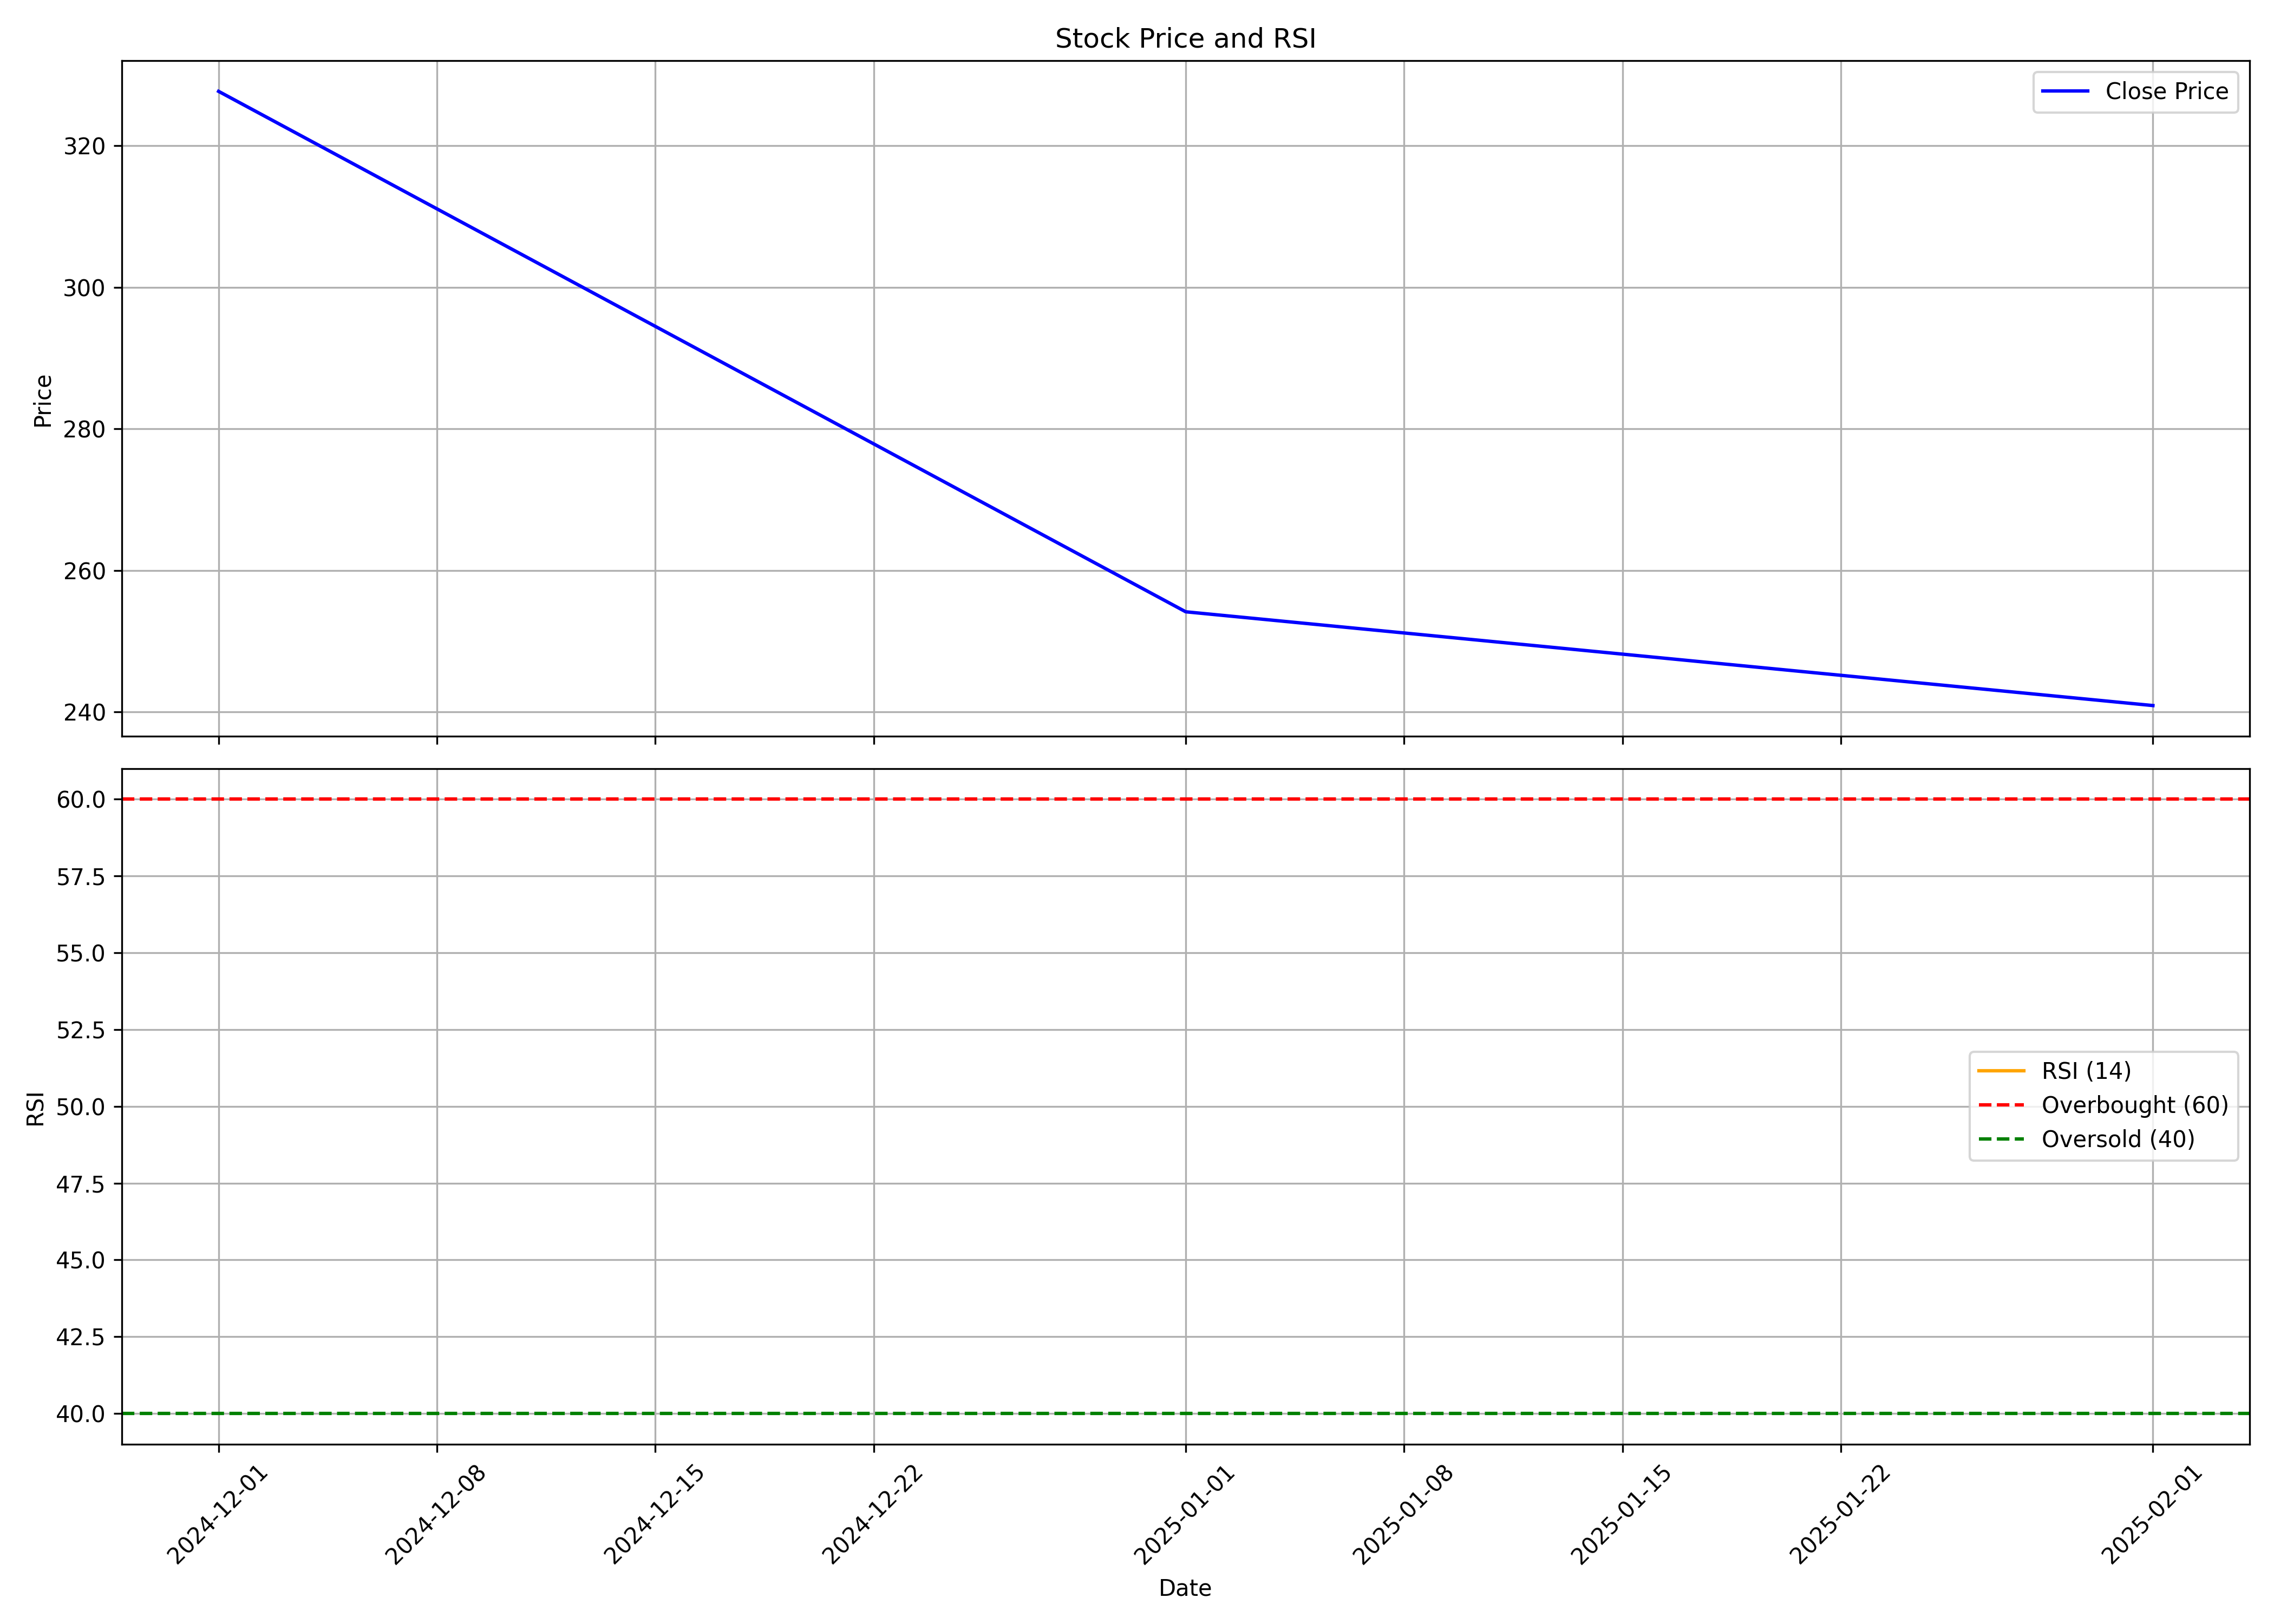 Stock Price and RSI
Close Price
Price
320
300
280
260
240
RSI
60.0
57.5
55.0
52.5
50.0
47.5
45.0
42.5
40.0
RSI (14)
Overbought (60)
Oversold (40)
2024-12-01
2024-12-08
2024-12-15
2024-12-22
2025-01-01
2025-01-08
2025-01-15
2025-01-22
2025-02-01
Date